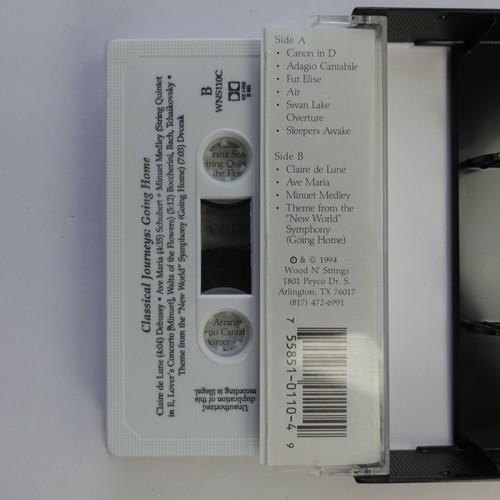 Classical Journeys: Going Home
Claire de Lune (4:04) Debussy • Ave Maria (4:35) Schubert • Minuet Medley (String Quintet
in E, Lover's Concerto [Minuet], Waltz of the Flowers) (5:12) Boccherini, Bach, Tchaikovsky •
Theme from the "New World" Symphony (Going Home) (7:03) Dvorak
B
WNS110C
Unauthorized
duplication of this
recording is illegal.
Side A
• Canon in D
• Adagio Cantabile
• Fur Elise
• Air
• Swan Lake
Overture
• Sleepers Awake
Side B
• Claire de Lune
• Ave Maria
• Minuet Medley
• Theme from the
"New World"
Symphony
(Going Home)
℗ & © 1994
Wood N' Strings
1801 Peyco Dr. S.
Arlington, TX 76017
(817) 472-6991
7 55851-0110-4 9